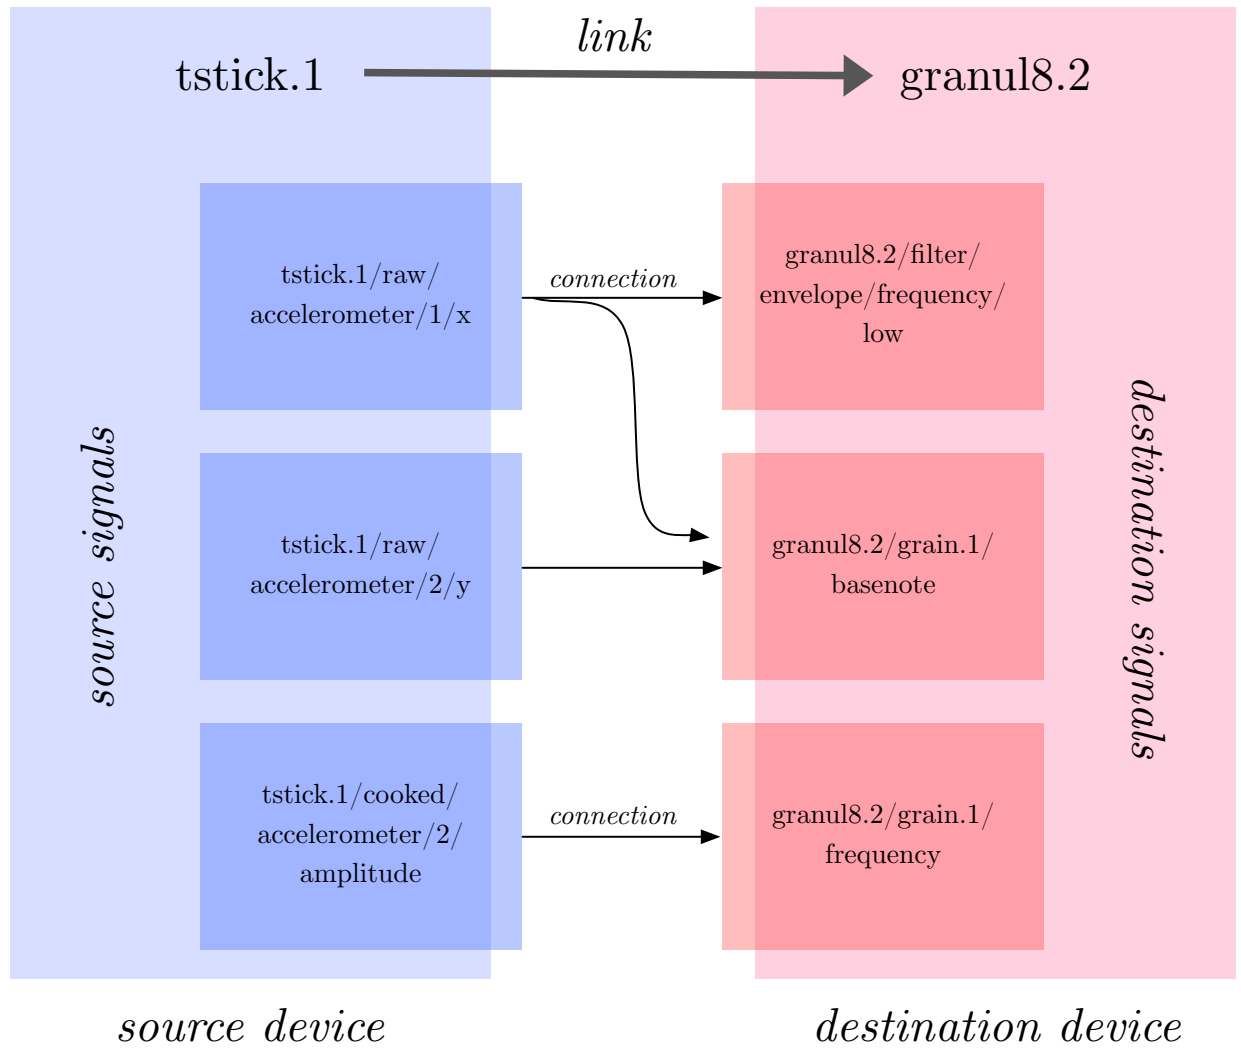 link
tstick.1
granul8.2
tstick.1/raw/
accelerometer/1/x
connection
granul8.2/filter/
envelope/frequency/
low
source signals
tstick.1/raw/
accelerometer/2/y
granul8.2/grain.1/
basenote
destination signals
tstick.1/cooked/
accelerometer/2/
amplitude
connection
granul8.2/grain.1/
frequency
source device
destination device